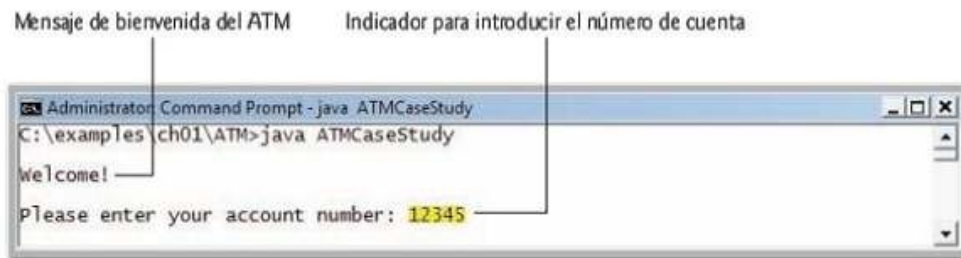 Mensaje de bienvenida del ATM
Indicador para introducir el número de cuenta
Administrator: Command Prompt - java ATMCaseStudy
C:\examples\ch01\ATM>java ATMCaseStudy
Welcome!
Please enter your account number: 12345